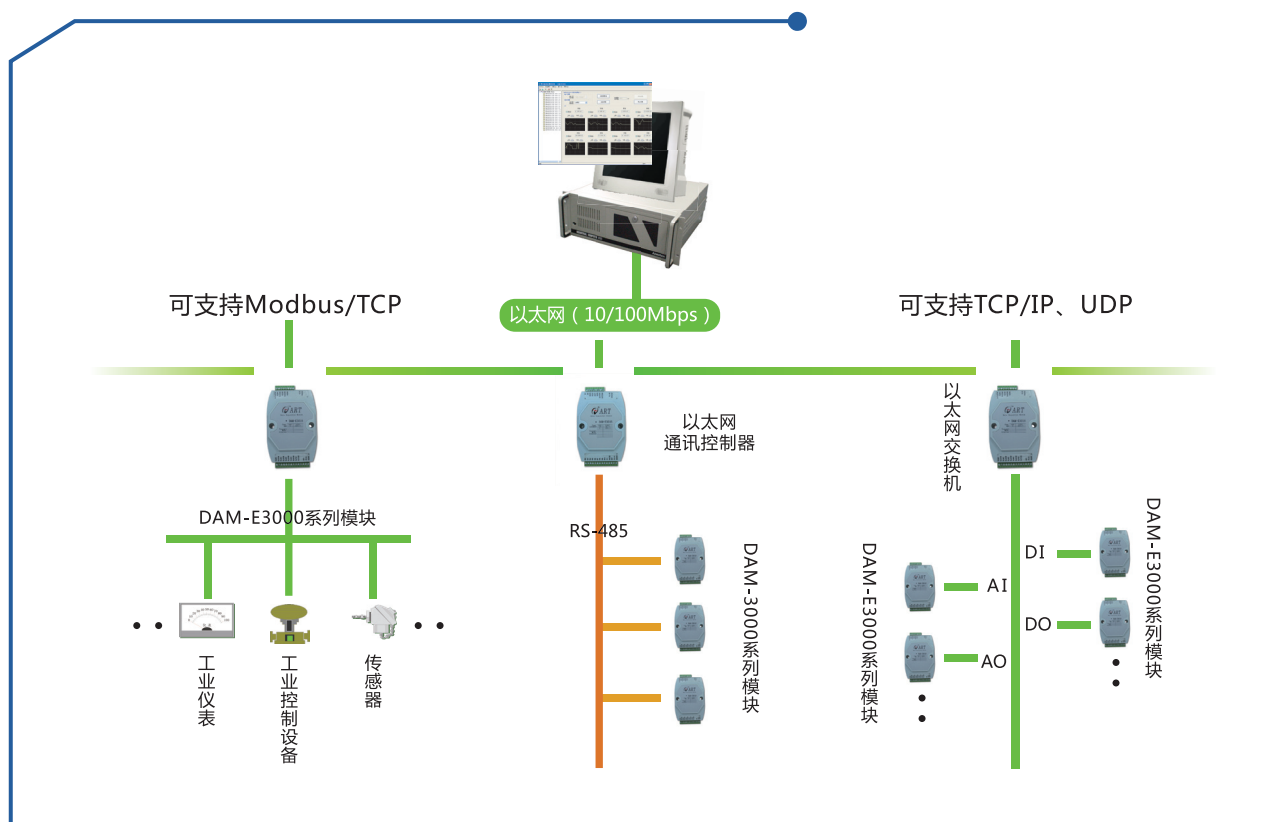 可支持Modbus/TCP
以太网（10/100Mbps）
可支持TCP/IP、UDP
ART
ART
以太网
通讯控制器
以太网交换机
ART
DAM-E3000系列模块
工业仪表
工业控制设备
传感器
RS-485
DAM-3000系列模块
DAM-E3000系列模块
AI
AO
DI
DO
DAM-E3000系列模块